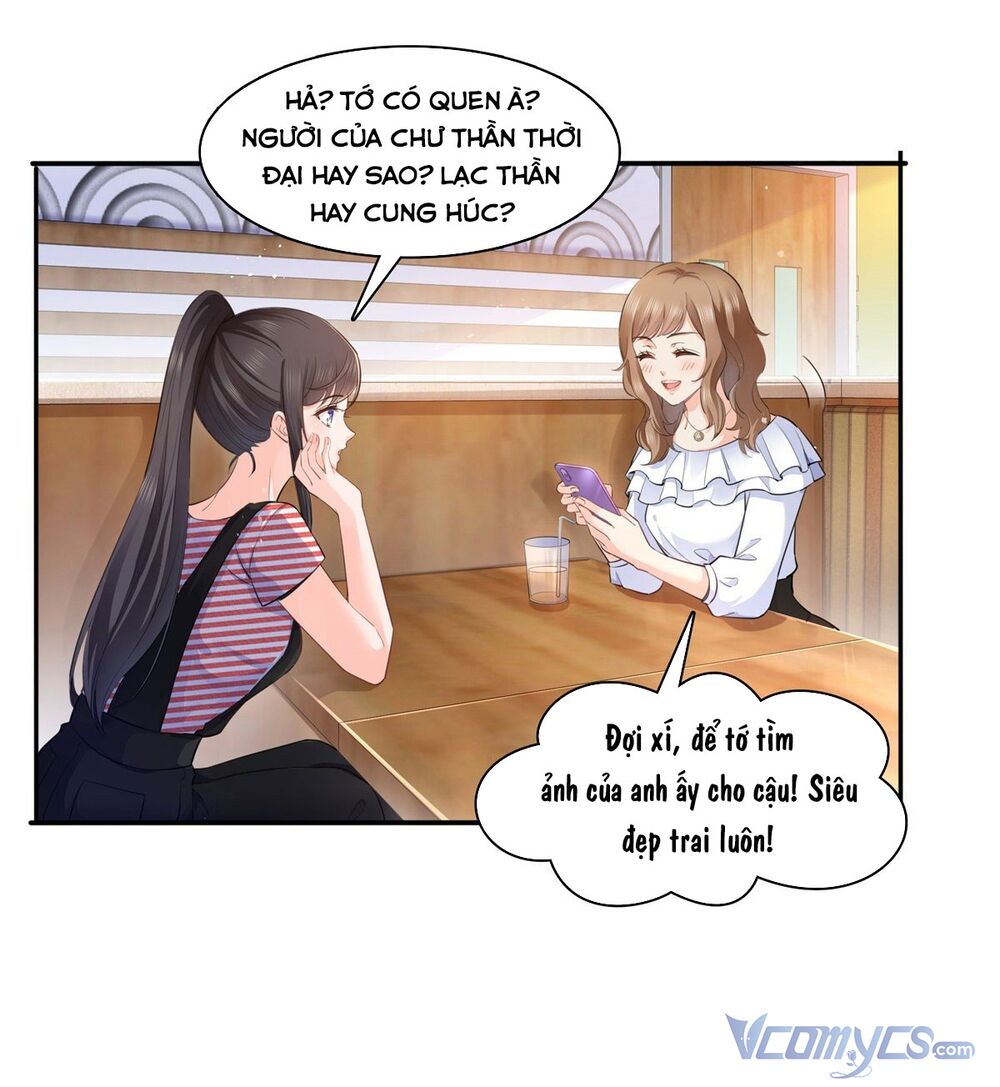 HẢ? TỚ CÓ QUEN À?
NGƯỜI CỦA CHƯ THẦN THỜI
ĐẠI HAY SAO? LẠC THẦN
HAY CUNG HÚC?
Đợi xí, để tớ tìm
ảnh của anh ấy cho cậu! Siêu
đẹp trai luôn!
VCOMYCS.com